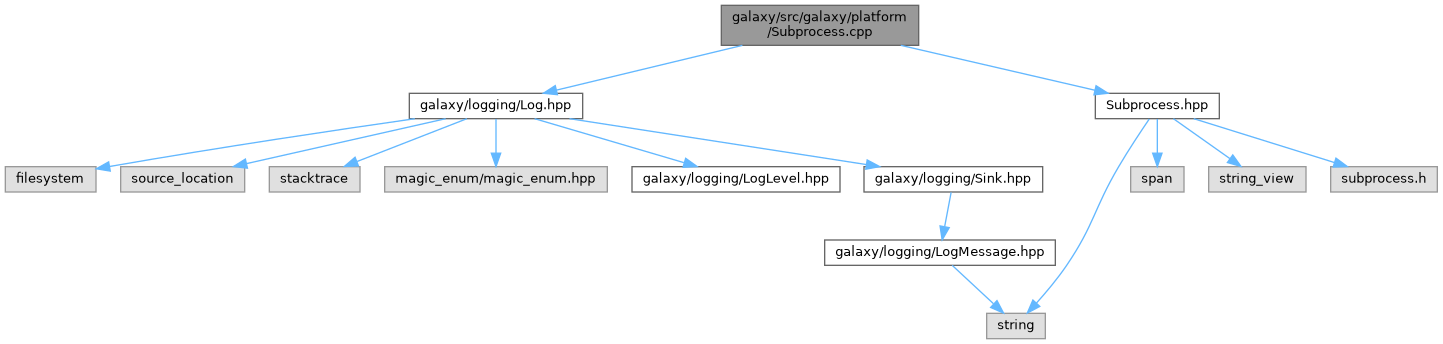 galaxy/src/galaxy/platform
/Subprocess.cpp
galaxy/logging/Log.hpp
Subprocess.hpp
filesystem
source_location
stacktrace
magic_enum/magic_enum.hpp
galaxy/logging/LogLevel.hpp
galaxy/logging/Sink.hpp
span
string_view
subprocess.h
galaxy/logging/LogMessage.hpp
string